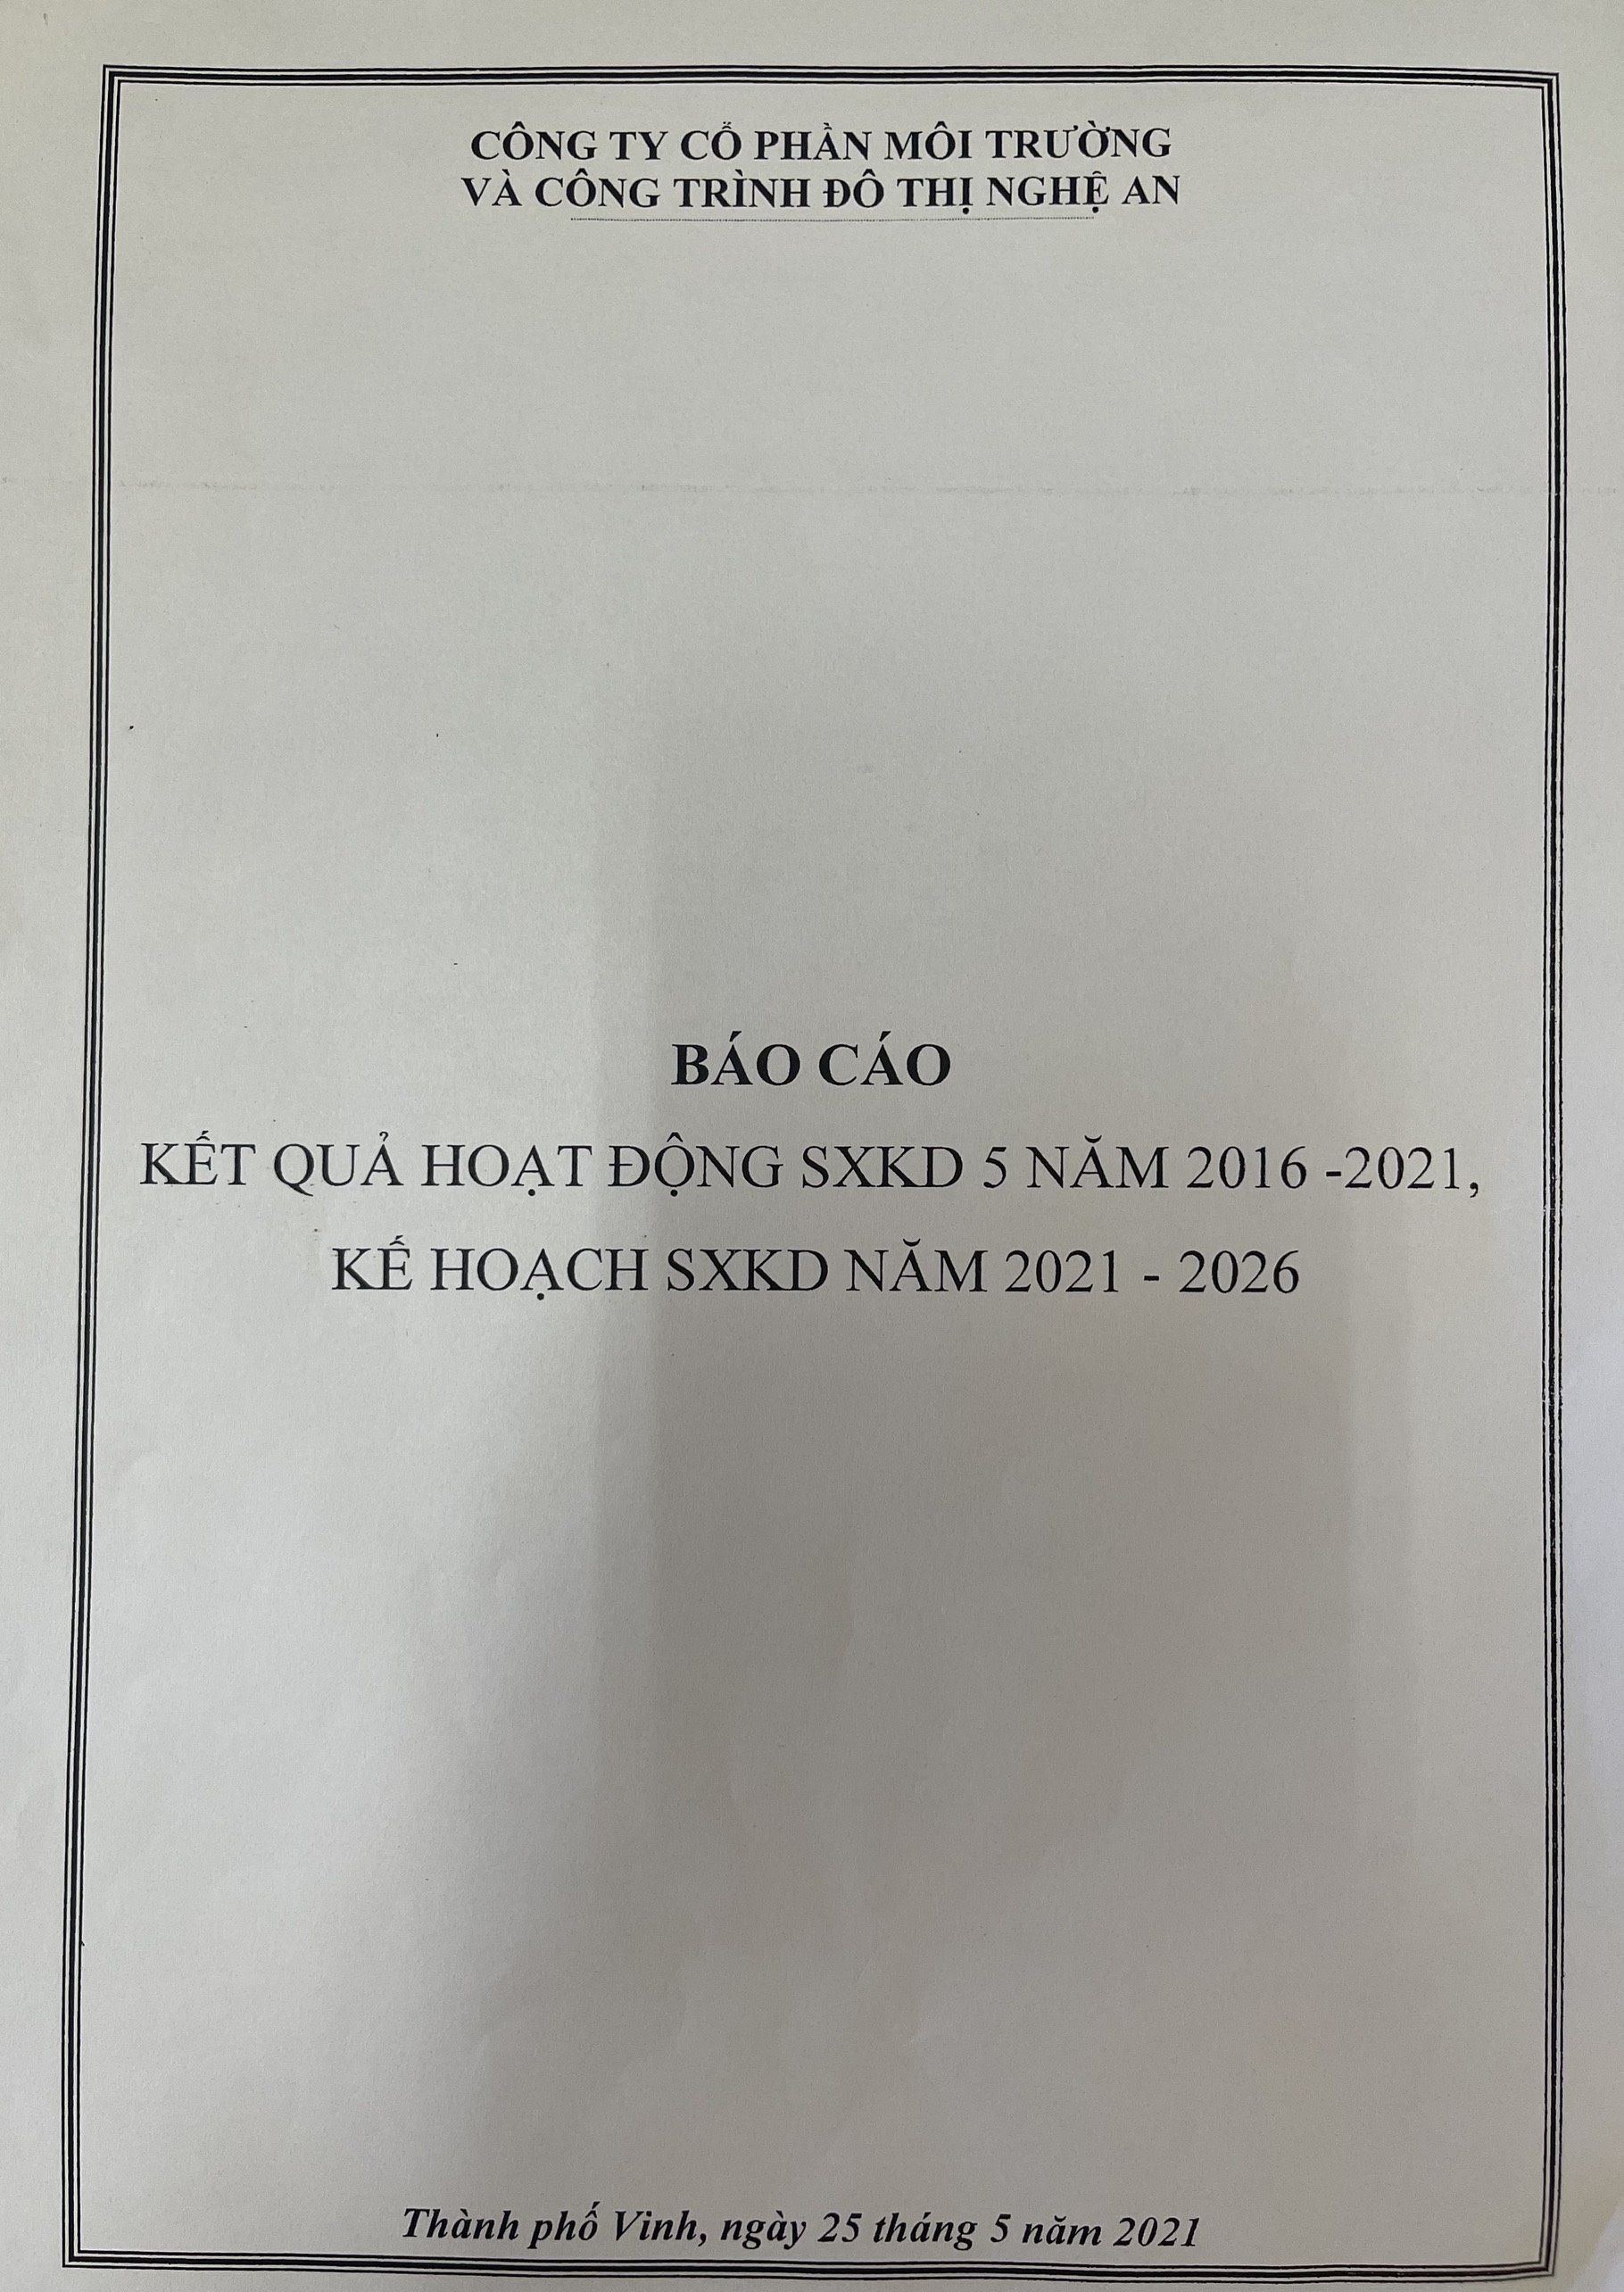 CÔNG TY CỔ PHẦN MÔI TRƯỜNG
VÀ CÔNG TRÌNH ĐÔ THỊ NGHỆ AN
BÁO CÁO
KẾT QUẢ HOẠT ĐỘNG SXKD 5 NĂM 2016 -2021,
KẾ HOẠCH SXKD NĂM 2021 - 2026
Thành phố Vinh, ngày 25 tháng 5 năm 2021